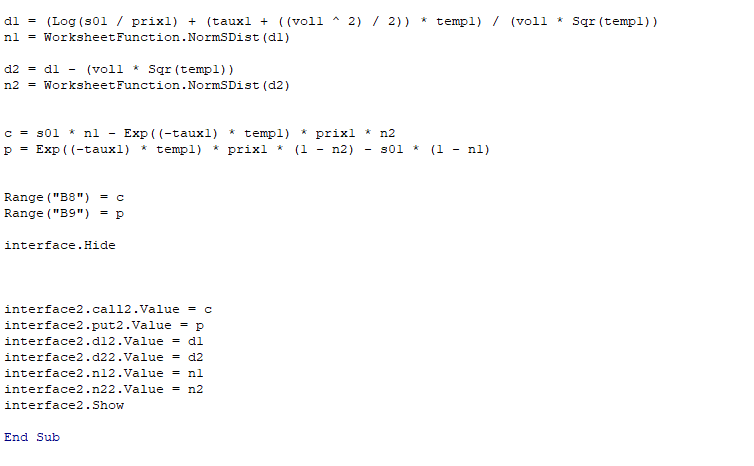 d1 = (Log(s01 / prix1) + (taux1 + ((vol1 ^ 2) / 2)) * temp1) / (vol1 * Sqr(temp1))
n1 = WorksheetFunction.NormSDist(d1)
d2 = d1 - (vol1 * Sqr(temp1))
n2 = WorksheetFunction.NormSDist(d2)
c = s01 * n1 - Exp((-taux1) * temp1) * prix1 * n2
p = Exp((-taux1) * temp1) * prix1 * (1 - n2) - s01 * (1 - n1)
Range("B8") = c
Range("B9") = p
interface.Hide
interface2.call2.Value = c
interface2.put2.Value = p
interface2.d12.Value = d1
interface2.d22.Value = d2
interface2.n12.Value = n1
interface2.n22.Value = n2
interface2.Show
End Sub